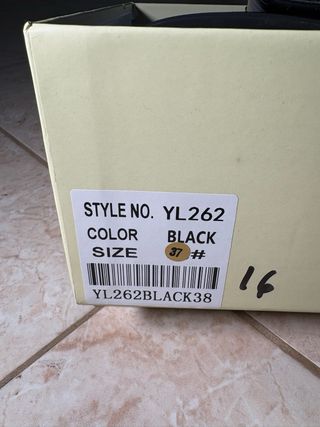 STYLE NO. YL262
COLOR BLACK
SIZE 37#
YL262BLACK38
16